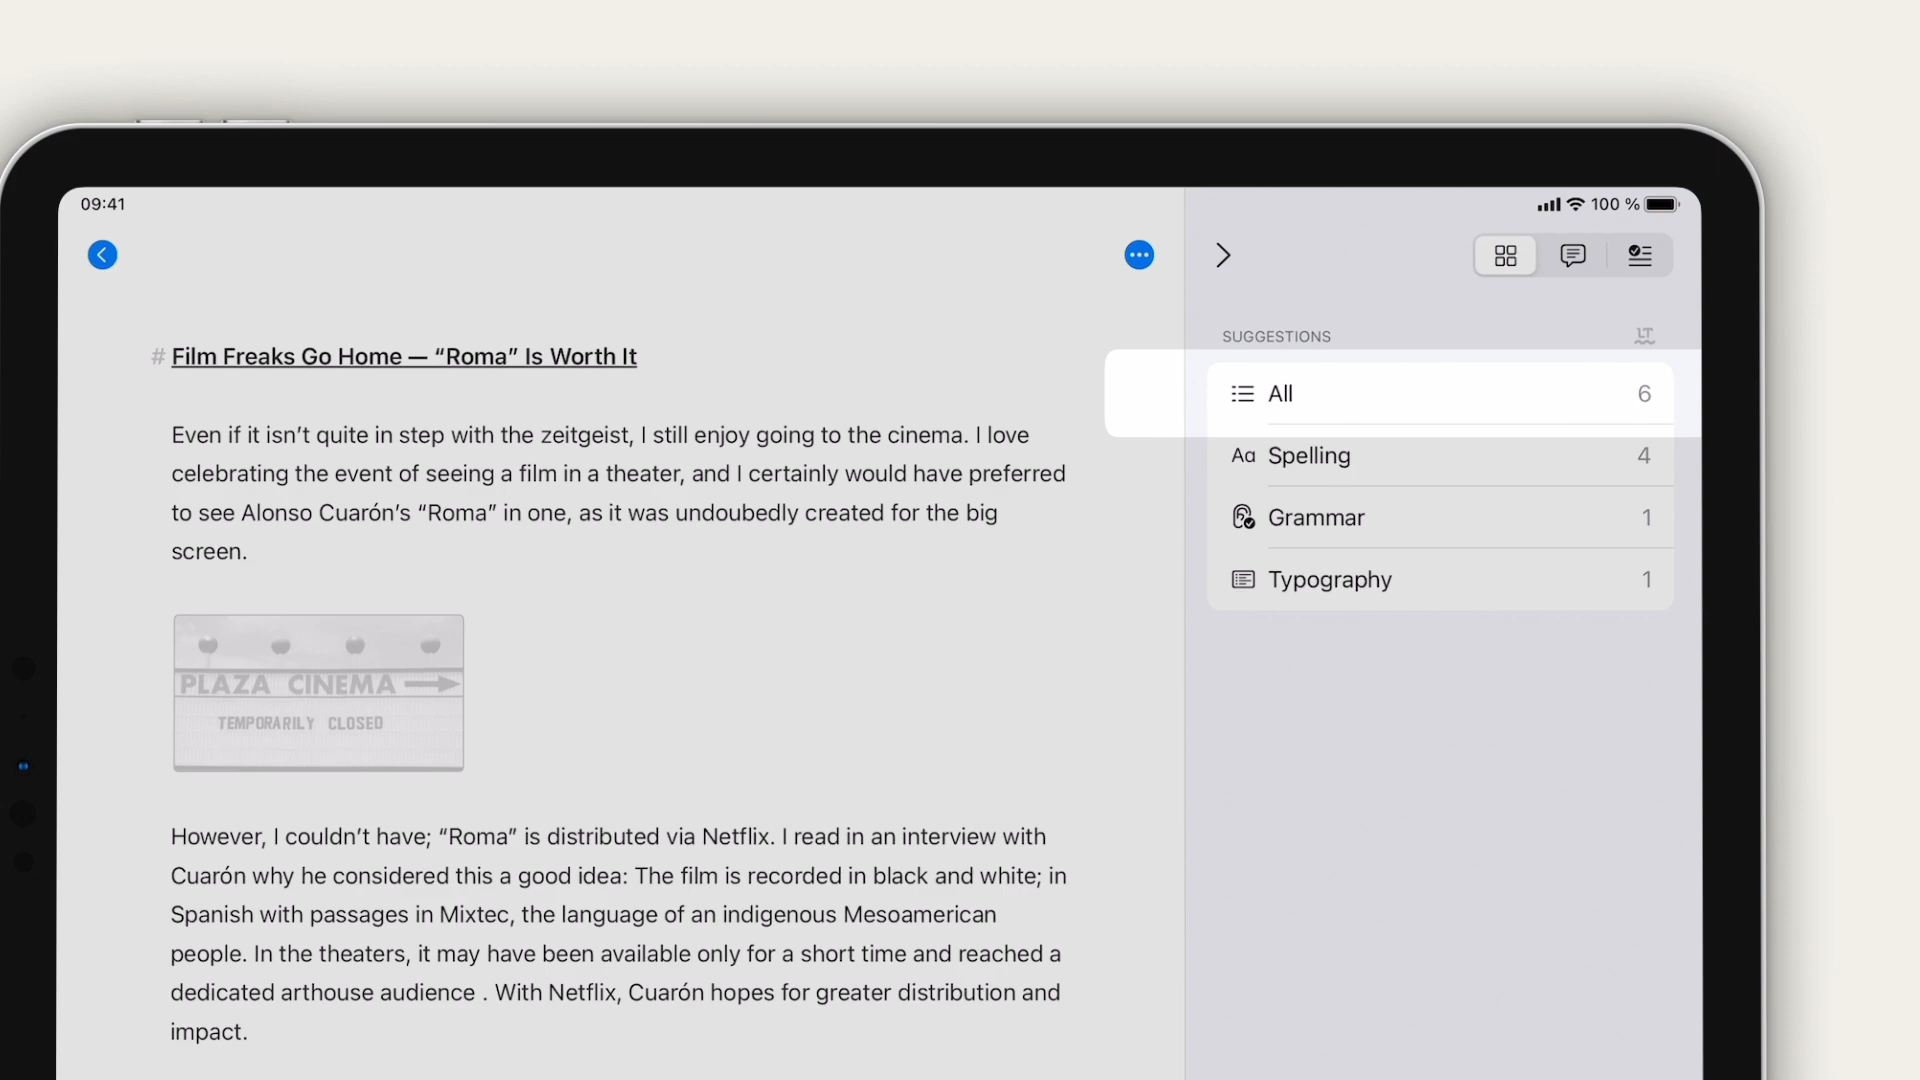 09:41
100 %
# Film Freaks Go Home — “Roma” Is Worth It
Even if it isn’t quite in step with the zeitgeist, I still enjoy going to the cinema. I love
celebrating the event of seeing a film in a theater, and I certainly would have preferred
to see Alonso Cuarón’s “Roma” in one, as it was undoubtedly created for the big
screen.
PLAZA CINEMA
TEMPORARILY CLOSED
However, I couldn’t have; “Roma” is distributed via Netflix. I read in an interview with
Cuarón why he considered this a good idea: The film is recorded in black and white; in
Spanish with passages in Mixtec, the language of an indigenous Mesoamerican
people. In the theaters, it may have been available only for a short time and reached a
dedicated arthouse audience . With Netflix, Cuarón hopes for greater distribution and
impact.
SUGGESTIONS
LT
All 6
Aa Spelling 4
Grammar 1
Typography 1